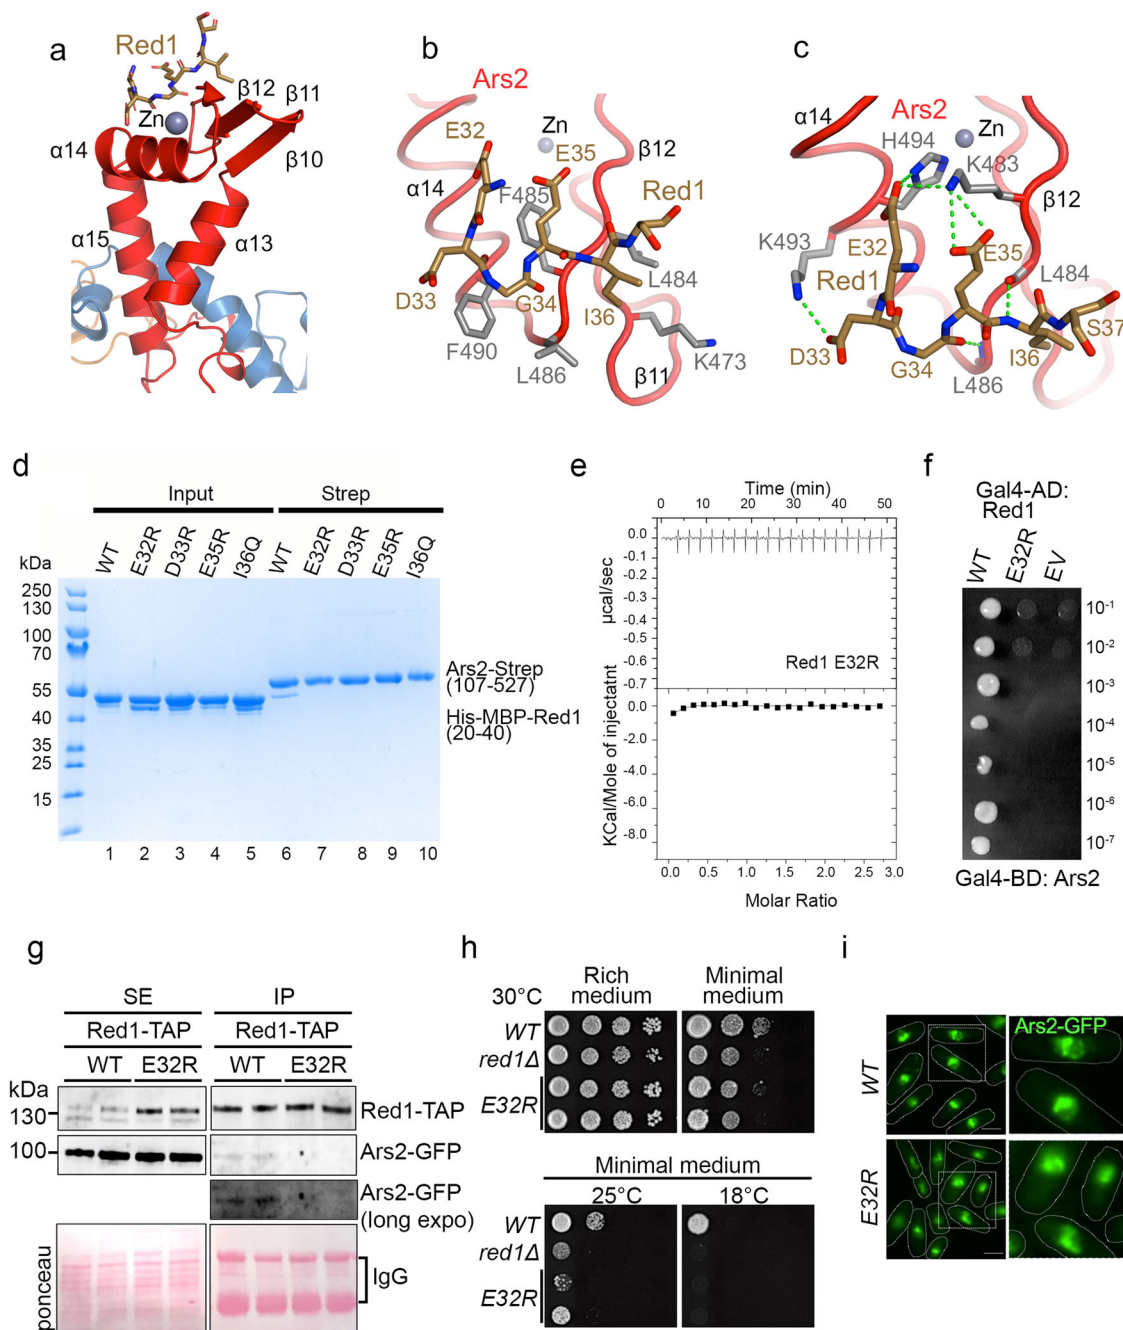 a
Red1
Zn
β12
β11
β10
α14
α15
α13
b
Ars2
Zn
E32
E35
β12
Red1
α14
F485
L484
D33
G34
I36
F490
L486
K473
β11
c
α14
Ars2
Zn
H494
K483
β12
K493
E32
E35
Red1
L484
D33
G34
I36
S37
L486
d
Input
Strep
kDa
WT
E32R
D33R
E35R
I36Q
WT
E32R
D33R
E35R
I36Q
250
130
100
70
55
40
35
25
15
Ars2-Strep
(107-527)
His-MBP-Red1
(20-40)
1 2 3 4 5 6 7 8 9 10
e
Time (min)
0 10 20 30 40 50
µcal/sec
0.0
-0.1
-0.2
-0.3
-0.4
-0.5
-0.6
-0.7
Red1 E32R
KCal/Mole of injectatnt
0.0
-2.0
-4.0
-6.0
-8.0
0.0 0.5 1.0 1.5 2.0 2.5 3.0
Molar Ratio
f
Gal4-AD:
Red1
WT
E32R
EV
10⁻¹
10⁻²
10⁻³
10⁻⁴
10⁻⁵
10⁻⁶
10⁻⁷
Gal4-BD: Ars2
g
SE
IP
Red1-TAP
Red1-TAP
WT
E32R
WT
E32R
kDa
130
Red1-TAP
100
Ars2-GFP
Ars2-GFP
(long expo)
IgG
ponceau
h
30°C
Rich
medium
Minimal
medium
WT
red1Δ
E32R
Minimal medium
25°C
18°C
WT
red1Δ
E32R
i
Ars2-GFP
WT
E32R